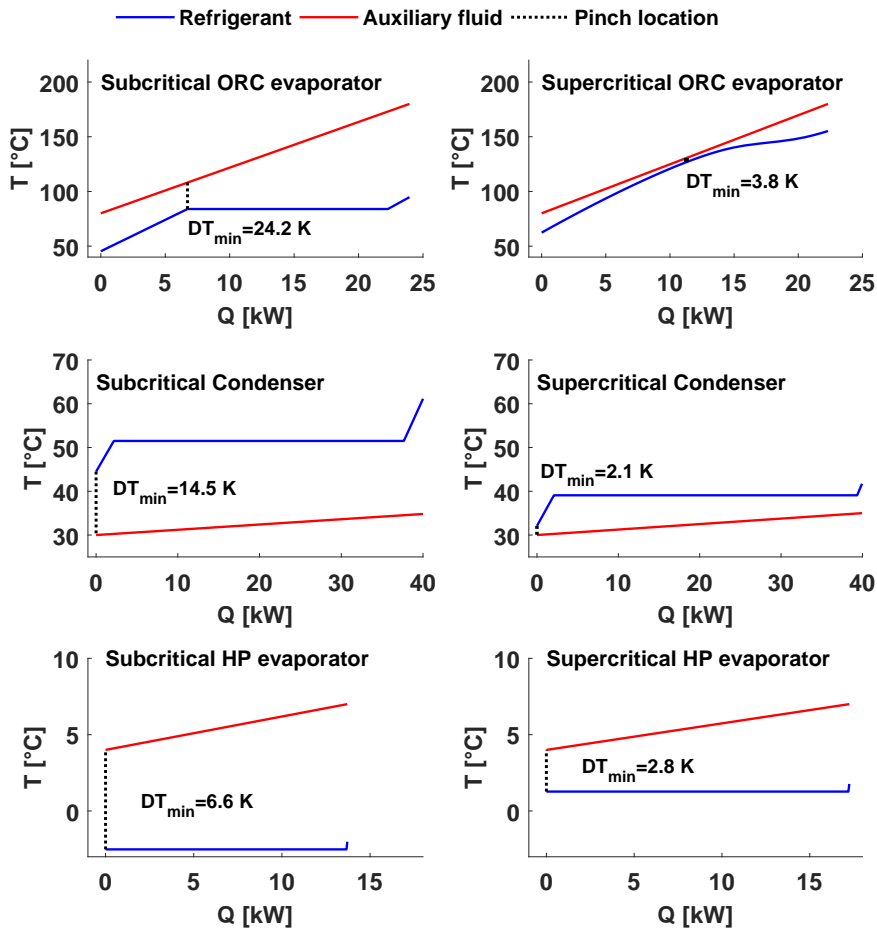 Refrigerant Auxiliary fluid Pinch location
Subcritical ORC evaporator
T [°C]
200
150
100
50
DT_min=24.2 K
0 5 10 15 20 25
Q [kW]
Supercritical ORC evaporator
T [°C]
200
150
100
50
DT_min=3.8 K
0 5 10 15 20 25
Q [kW]
Subcritical Condenser
T [°C]
70
60
50
40
30
DT_min=14.5 K
0 10 20 30 40
Q [kW]
Supercritical Condenser
T [°C]
70
60
50
40
30
DT_min=2.1 K
0 10 20 30 40
Q [kW]
Subcritical HP evaporator
T [°C]
10
5
0
DT_min=6.6 K
0 5 10 15
Q [kW]
Supercritical HP evaporator
T [°C]
10
5
0
DT_min=2.8 K
0 5 10 15
Q [kW]